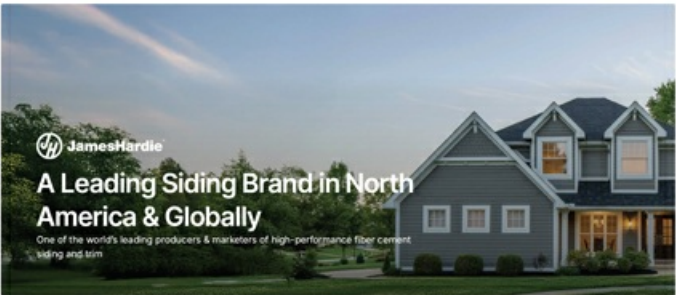 JamesHardie
A Leading Siding Brand in North
America & Globally
One of the world's leading producers & marketers of high-performance fiber cement
siding and trim